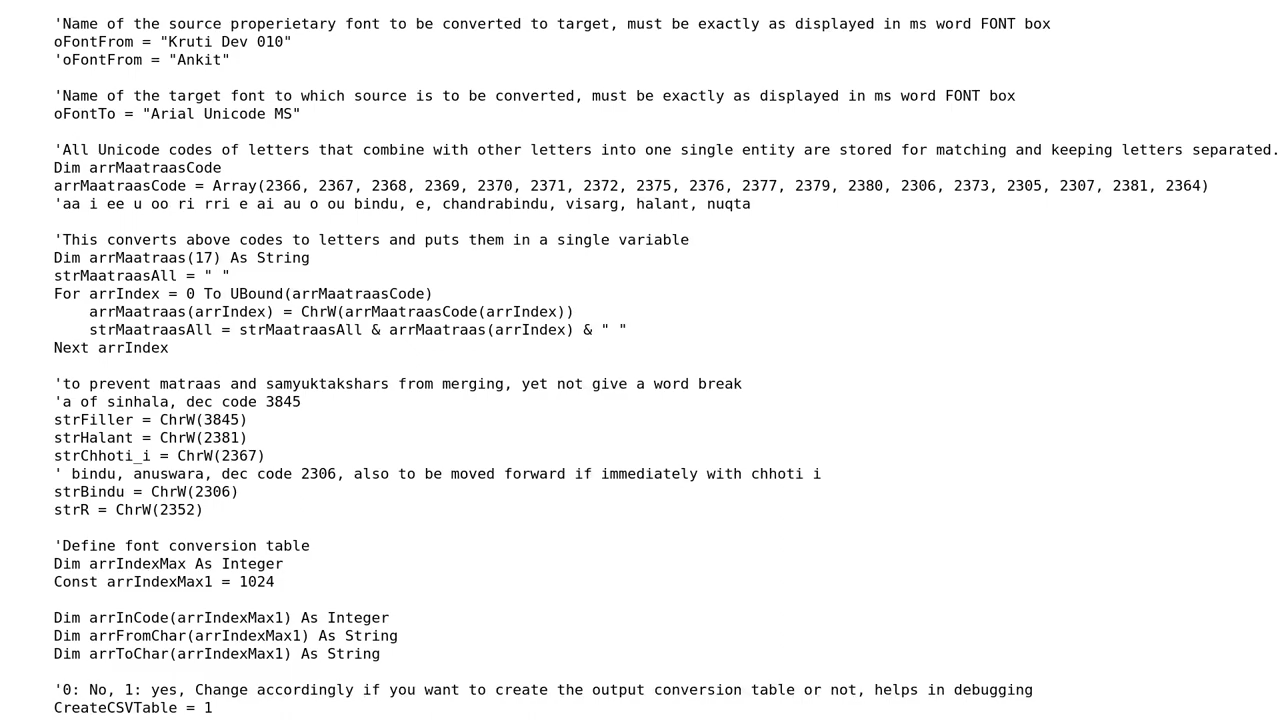 'Name of the source properietary font to be converted to target, must be exactly as displayed in ms word FONT box
oFontFrom = "Kruti Dev 010"
'oFontFrom = "Ankit"
'Name of the target font to which source is to be converted, must be exactly as displayed in ms word FONT box
oFontTo = "Arial Unicode MS"
'All Unicode codes of letters that combine with other letters into one single entity are stored for matching and keeping letters separated.
Dim arrMaatraasCode
arrMaatraasCode = Array(2366, 2367, 2368, 2369, 2370, 2371, 2372, 2375, 2376, 2377, 2379, 2380, 2306, 2373, 2305, 2307, 2381, 2364)
'aa i ee u oo ri rri e ai au o ou bindu, e, chandrabindu, visarg, halant, nuqta
'This converts above codes to letters and puts them in a single variable
Dim arrMaatraas(17) As String
strMaatraasAll = " "
For arrIndex = 0 To UBound(arrMaatraasCode)
    arrMaatraas(arrIndex) = ChrW(arrMaatraasCode(arrIndex))
    strMaatraasAll = strMaatraasAll & arrMaatraas(arrIndex) & " "
Next arrIndex
'to prevent matraas and samyuktakshars from merging, yet not give a word break
'a of sinhala, dec code 3845
strFiller = ChrW(3845)
strHalant = ChrW(2381)
strChhoti_i = ChrW(2367)
' bindu, anuswara, dec code 2306, also to be moved forward if immediately with chhoti i
strBindu = ChrW(2306)
strR = ChrW(2352)
'Define font conversion table
Dim arrIndexMax As Integer
Const arrIndexMax1 = 1024
Dim arrInCode(arrIndexMax1) As Integer
Dim arrFromChar(arrIndexMax1) As String
Dim arrToChar(arrIndexMax1) As String
'0: No, 1: yes, Change accordingly if you want to create the output conversion table or not, helps in debugging
CreateCSVTable = 1